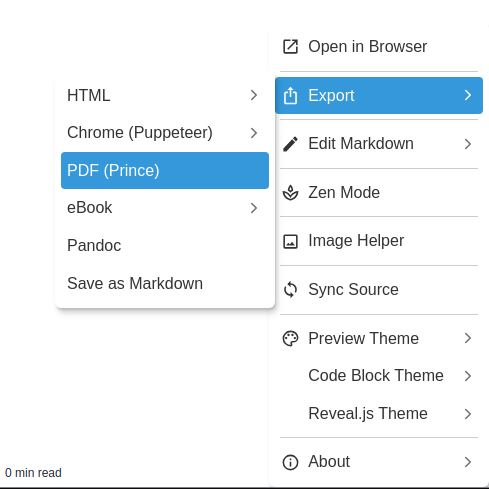 Open in Browser
Export
Edit Markdown
Zen Mode
Image Helper
Sync Source
Preview Theme
Code Block Theme
Reveal.js Theme
About
HTML
Chrome (Puppeteer)
PDF (Prince)
eBook
Pandoc
Save as Markdown
0 min read